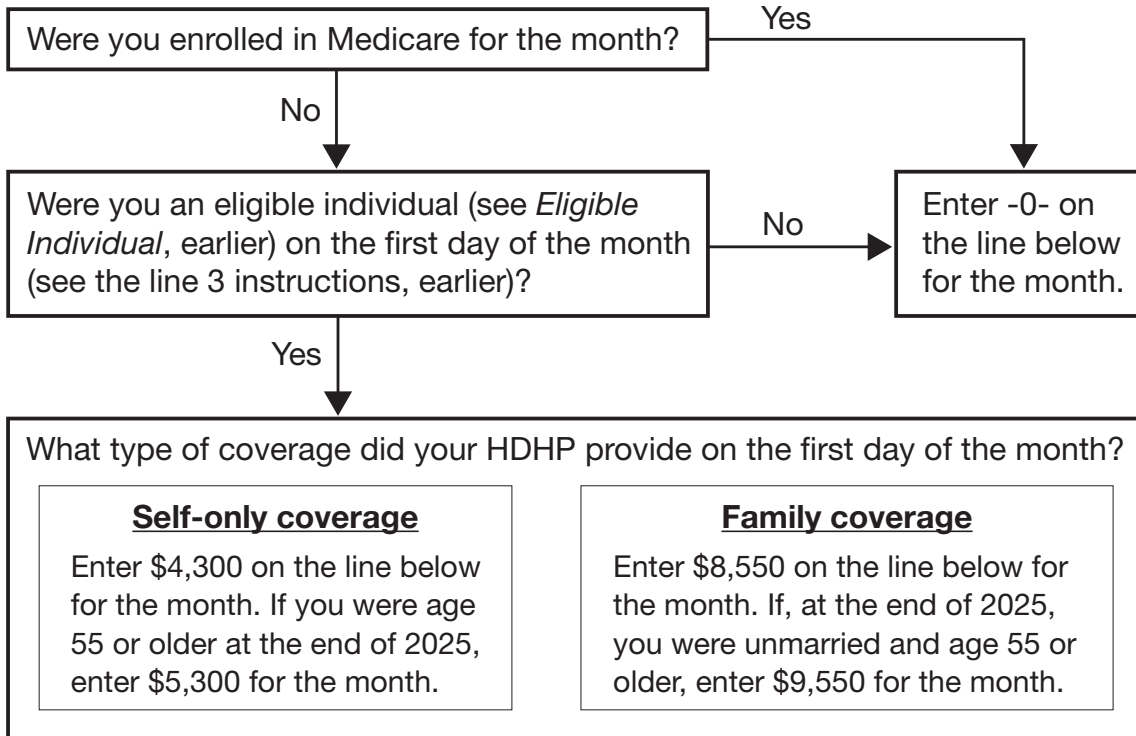 Were you enrolled in Medicare for the month?
Yes
No
Were you an eligible individual (see Eligible
Individual, earlier) on the first day of the month
(see the line 3 instructions, earlier)?
No
Enter -0- on
the line below
for the month.
Yes
What type of coverage did your HDHP provide on the first day of the month?
Self-only coverage
Enter $4,300 on the line below
for the month. If you were age
55 or older at the end of 2025,
enter $5,300 for the month.
Family coverage
Enter $8,550 on the line below for
the month. If, at the end of 2025,
you were unmarried and age 55 or
older, enter $9,550 for the month.